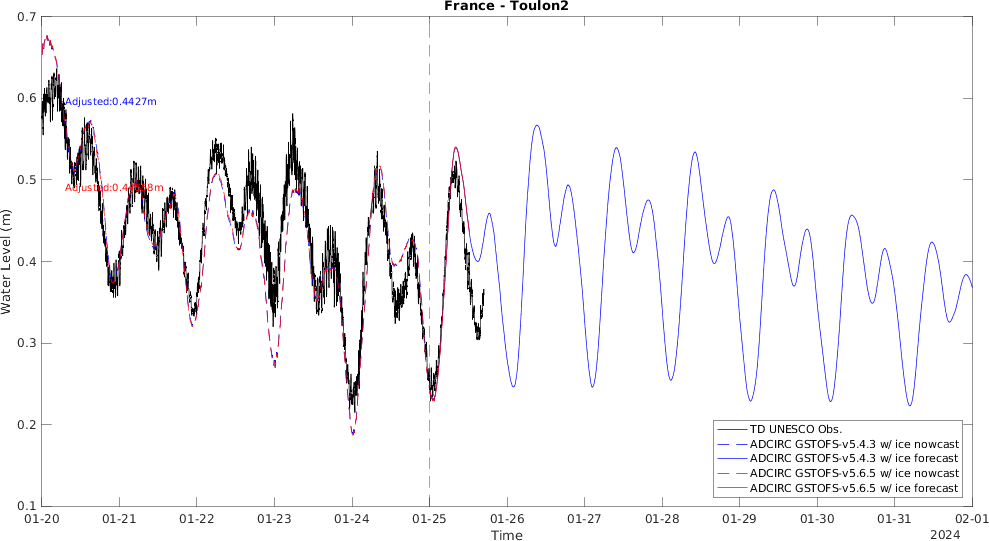 France - Toulon2
0.7
0.6
0.5
0.4
0.3
0.2
0.1
Water Level (m)
Adjusted:0.4427m
TD UNESCO Obs.
ADCIRC GSTOFS-v5.4.3 w/ ice nowcast
ADCIRC GSTOFS-v5.4.3 w/ ice forecast
ADCIRC GSTOFS-v5.6.5 w/ ice nowcast
ADCIRC GSTOFS-v5.6.5 w/ ice forecast
01-20 01-21 01-22 01-23 01-24 01-25 01-26 01-27 01-28 01-29 01-30 01-31 02-01
Time
2024